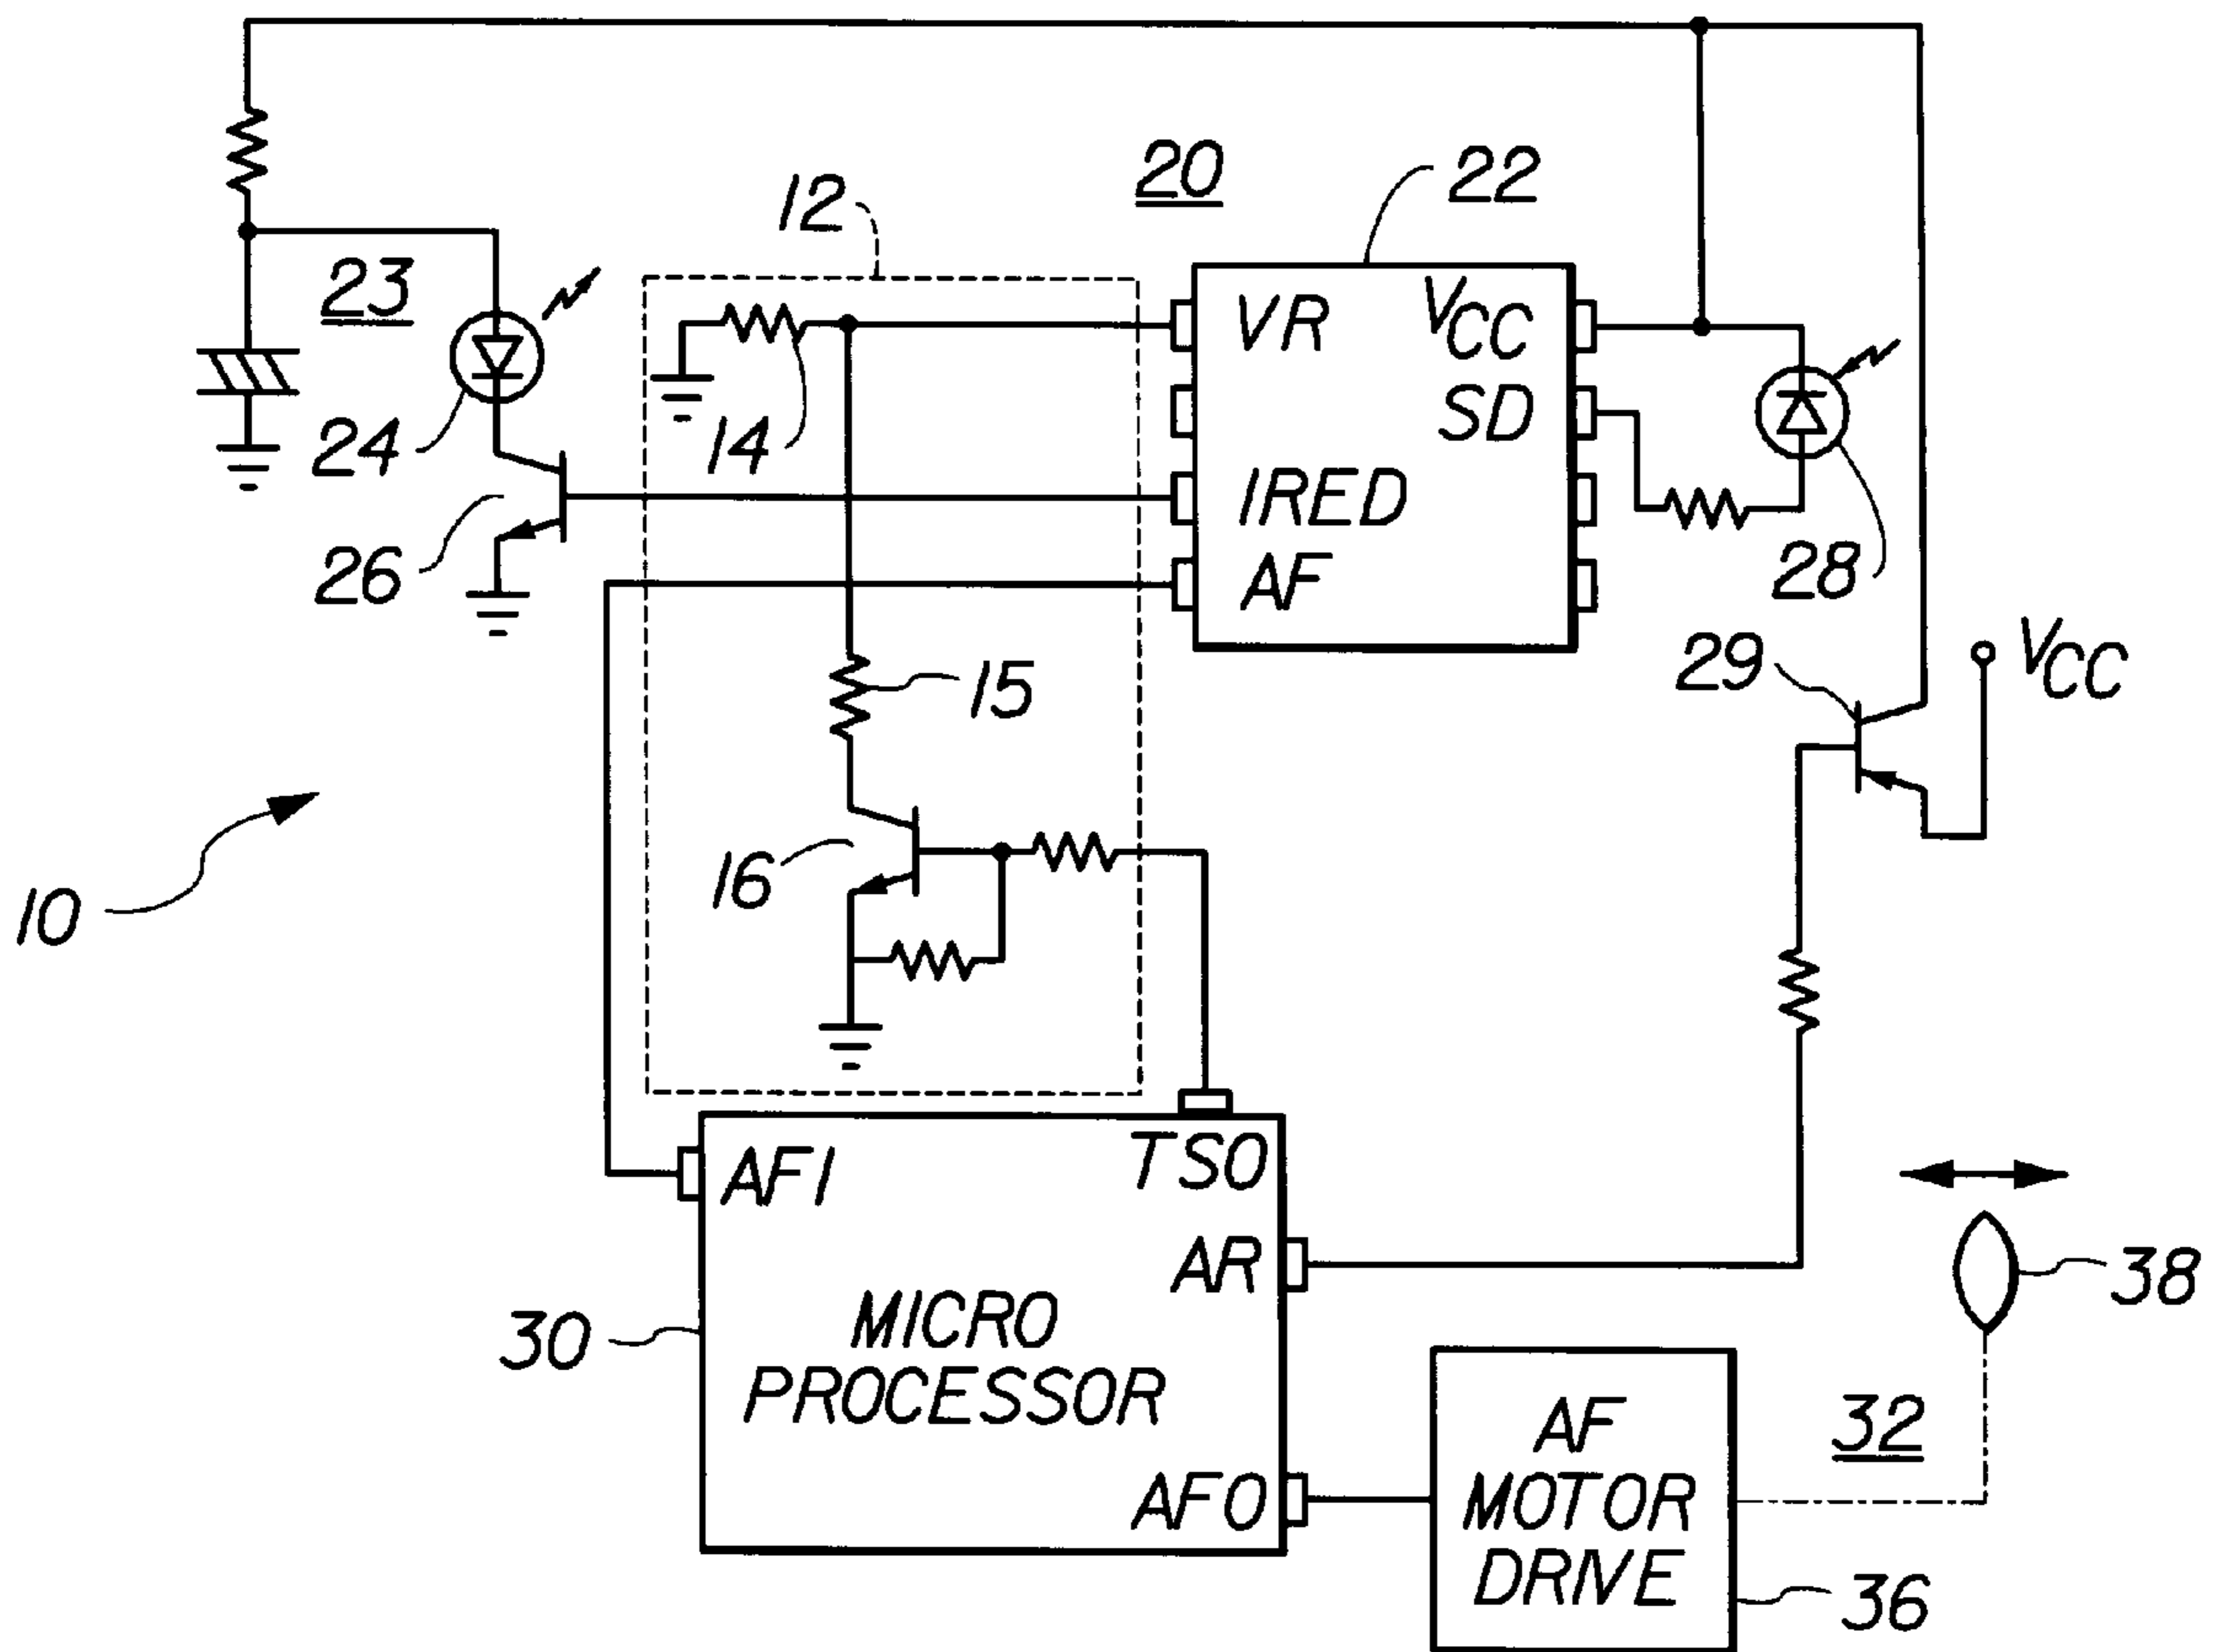 20
22
12
23
VR
VCC
24
14
SD
IRED
26
AF
28
15
29
VCC
16
10
AFI
TSO
AR
30
MICRO
PROCESSOR
38
AFO
AF
MOTOR
DRIVE
32
36